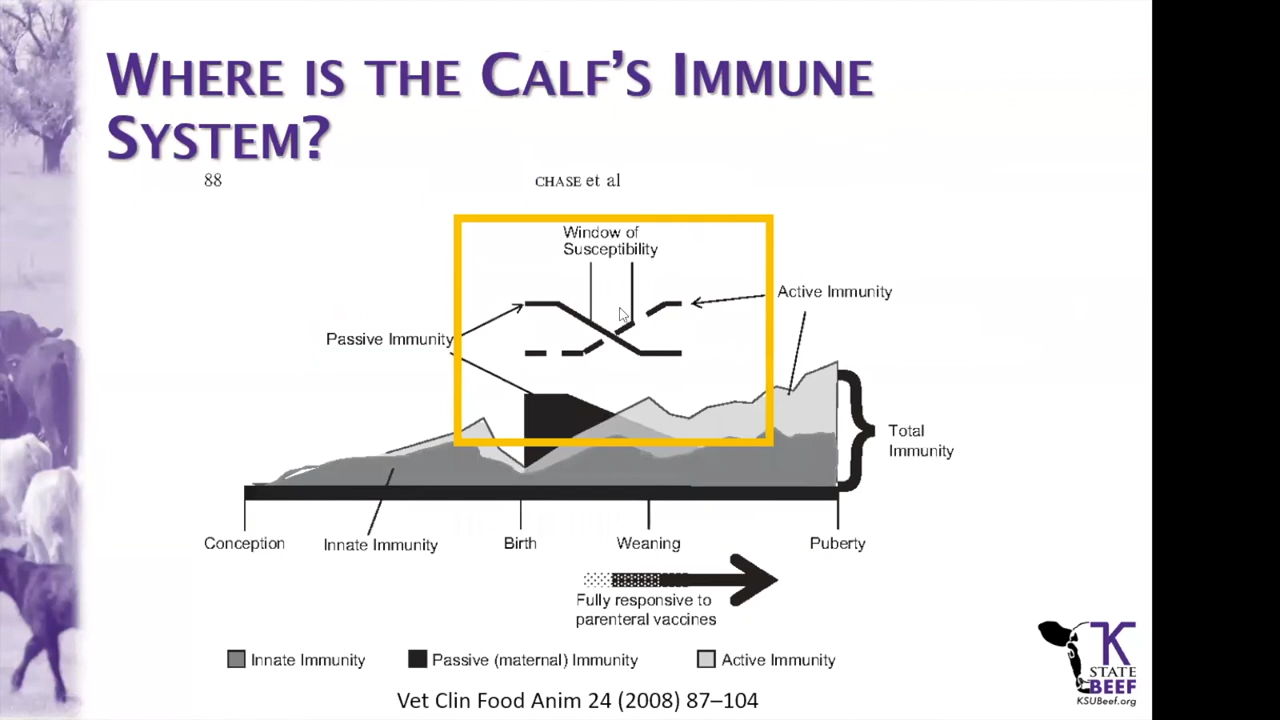 WHERE IS THE CALF'S IMMUNE
SYSTEM?
88
CHASE et al
Window of
Susceptibility
Active Immunity
Passive Immunity
Total
Immunity
Conception
Innate Immunity
Birth
Weaning
Puberty
Fully responsive to
parenteral vaccines
Innate Immunity
Passive (maternal) Immunity
Active Immunity
Vet Clin Food Anim 24 (2008) 87–104
K
STATE
BEEF
KSUBeef.org